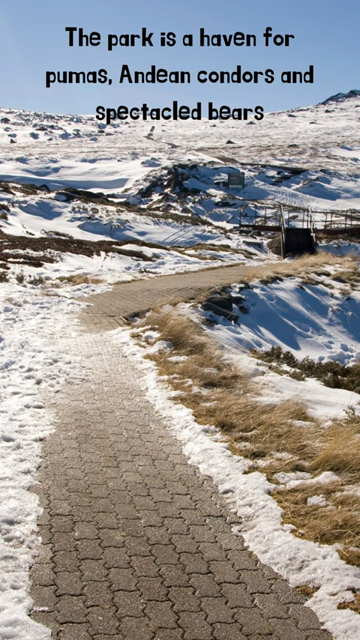 The park is a haven for
pumas, Andean condors and
spectacled bears